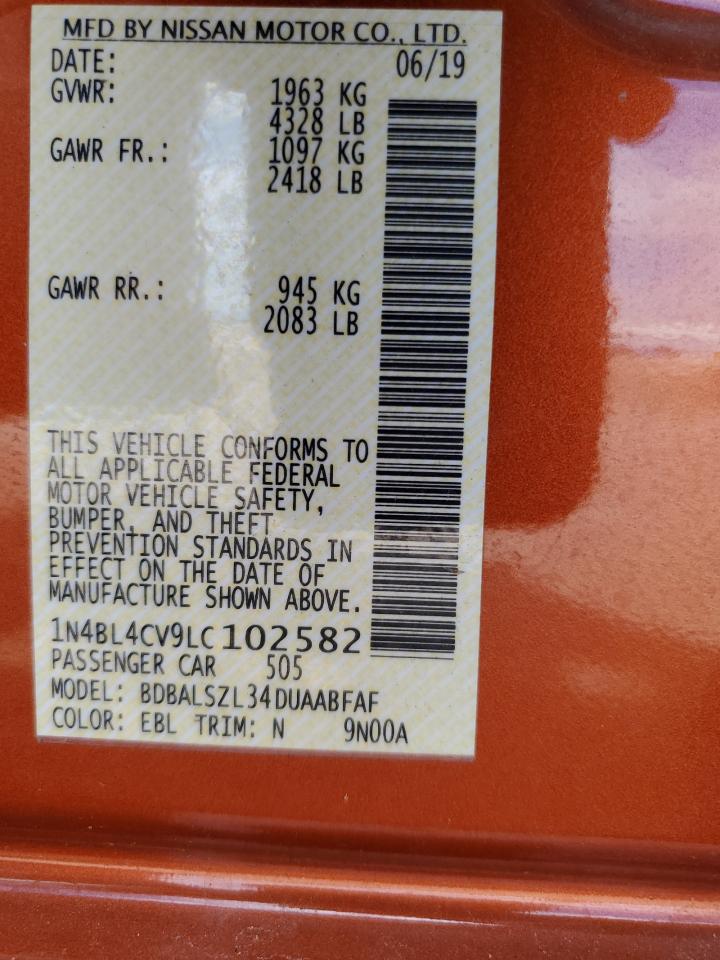 MFD BY NISSAN MOTOR CO., LTD.
DATE: 06/19
GVWR: 1963 KG
4328 LB
GAWR FR.: 1097 KG
2418 LB
GAWR RR.: 945 KG
2083 LB
THIS VEHICLE CONFORMS TO
ALL APPLICABLE FEDERAL
MOTOR VEHICLE SAFETY,
BUMPER, AND THEFT
PREVENTION STANDARDS IN
EFFECT ON THE DATE OF
MANUFACTURE SHOWN ABOVE.
1N4BL4CV9LC102582
PASSENGER CAR 505
MODEL: BDBALSZL34DUAABFAF
COLOR: EBL TRIM: N 9N00A